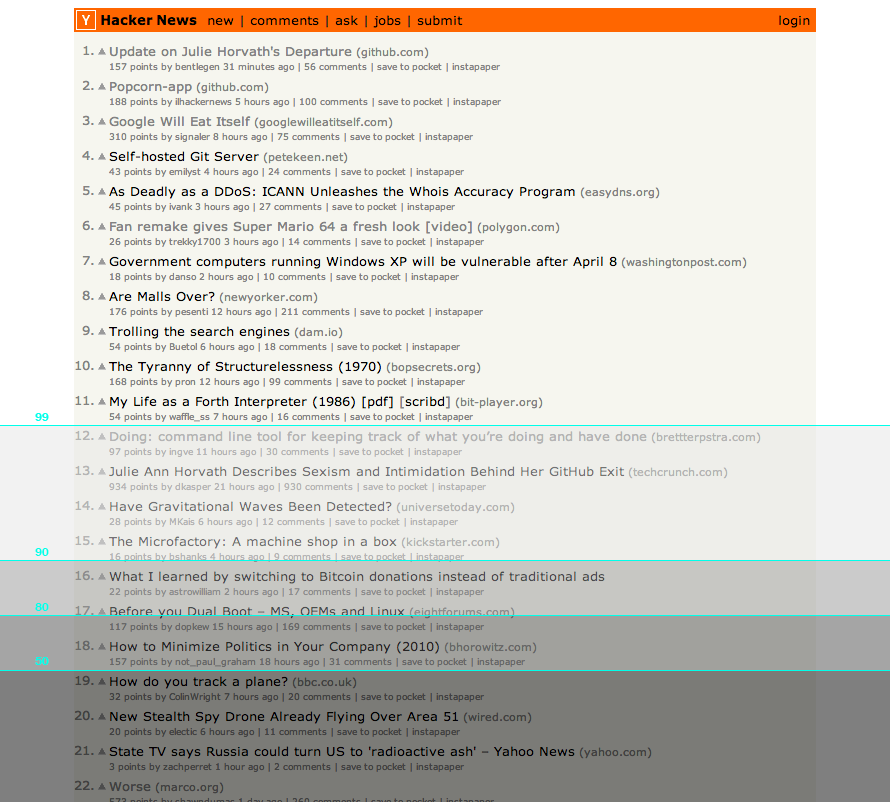 Y Hacker News new | comments | ask | jobs | submit login
1. Update on Julie Horvath's Departure (github.com)
157 points by bentlegen 31 minutes ago | 56 comments | save to pocket | instapaper
2. Popcorn-app (github.com)
188 points by ilhackernews 5 hours ago | 100 comments | save to pocket | instapaper
3. Google Will Eat Itself (googlewilleatitself.com)
310 points by signaler 8 hours ago | 75 comments | save to pocket | instapaper
4. Self-hosted Git Server (petekeen.net)
43 points by emilyst 4 hours ago | 24 comments | save to pocket | instapaper
5. As Deadly as a DDoS: ICANN Unleashes the Whois Accuracy Program (easydns.org)
45 points by ivank 3 hours ago | 27 comments | save to pocket | instapaper
6. Fan remake gives Super Mario 64 a fresh look [video] (polygon.com)
26 points by trekky1700 3 hours ago | 14 comments | save to pocket | instapaper
7. Government computers running Windows XP will be vulnerable after April 8 (washingtonpost.com)
18 points by danso 2 hours ago | 10 comments | save to pocket | instapaper
8. Are Malls Over? (newyorker.com)
176 points by pesenti 12 hours ago | 211 comments | save to pocket | instapaper
9. Trolling the search engines (dam.io)
54 points by Buetol 6 hours ago | 18 comments | save to pocket | instapaper
10. The Tyranny of Structurelessness (1970) (bopsecrets.org)
168 points by pron 12 hours ago | 99 comments | save to pocket | instapaper
11. My Life as a Forth Interpreter (1986) [pdf] [scribd] (bit-player.org)
54 points by waffle_ss 7 hours ago | 16 comments | save to pocket | instapaper
99
12. Doing: command line tool for keeping track of what you're doing and have done (brettterpstra.com)
97 points by ingve 11 hours ago | 30 comments | save to pocket | instapaper
13. Julie Ann Horvath Describes Sexism and Intimidation Behind Her GitHub Exit (techcrunch.com)
934 points by dkasper 21 hours ago | 930 comments | save to pocket | instapaper
14. Have Gravitational Waves Been Detected? (universetoday.com)
28 points by MKais 6 hours ago | 12 comments | save to pocket | instapaper
15. The Microfactory: A machine shop in a box (kickstarter.com)
90
16 points by bshanks 4 hours ago | 9 comments | save to pocket | instapaper
16. What I learned by switching to Bitcoin donations instead of traditional ads
22 points by astrowilliam 2 hours ago | 17 comments | save to pocket | instapaper
80
17. Before you Dual Boot – MS, OEMs and Linux (eightforums.com)
117 points by dopkew 15 hours ago | 169 comments | save to pocket | instapaper
18. How to Minimize Politics in Your Company (2010) (bhorowitz.com)
157 points by not_paul_graham 18 hours ago | 31 comments | save to pocket | instapaper
19. How do you track a plane? (bbc.co.uk)
32 points by ColinWright 7 hours ago | 20 comments | save to pocket | instapaper
20. New Stealth Spy Drone Already Flying Over Area 51 (wired.com)
20 points by electic 6 hours ago | 11 comments | save to pocket | instapaper
21. State TV says Russia could turn US to 'radioactive ash' – Yahoo News (yahoo.com)
3 points by zachperret 1 hour ago | 2 comments | save to pocket | instapaper
22. Worse (marco.org)